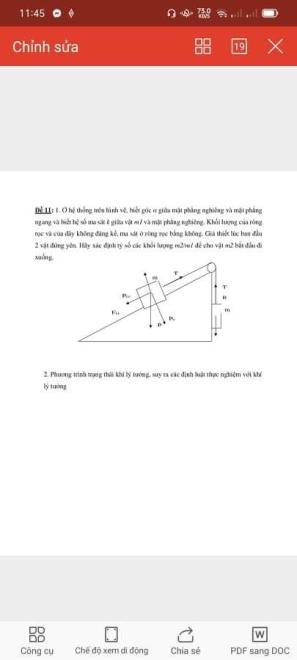 11:45
73.0
KB/S
Chỉnh sửa
19
Đề 11: 1. Ở hệ thống trên hình vẽ, biết góc α giữa mặt phẳng nghiêng và mặt phẳng
ngang và biết hệ số ma sát k giữa vật m1 và mặt phẳng nghiêng. Khối lượng của ròng
rọc và của dây không đáng kể, ma sát ở ròng rọc bằng không. Giả thiết lúc ban đầu
2 vật đứng yên. Hãy xác định tỷ số các khối lượng m2/m1 để cho vật m2 bắt đầu đi
xuống.
T
m
T
m
P
2. Phương trình trạng thái khí lý tưởng, suy ra các định luật thực nghiệm với khí
lý tưởng
Công cụ
Chế độ xem di động
Chia sẻ
W
PDF sang DOC